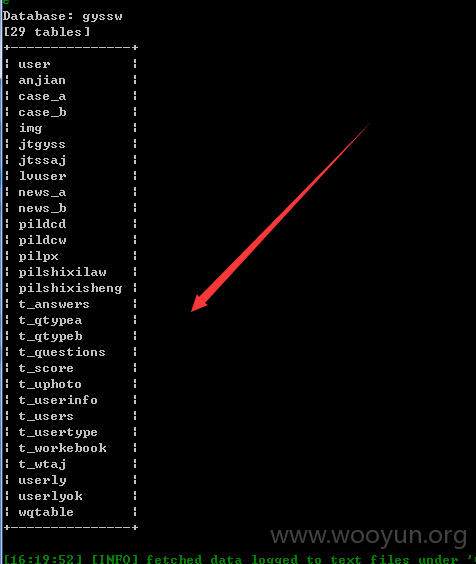 Database: gyssw
[29 tables]
+---------------+
¦ user ¦
¦ anjian ¦
¦ case_a ¦
¦ case_b ¦
¦ img ¦
¦ jtgyss ¦
¦ jtssaj ¦
¦ lvuser ¦
¦ news_a ¦
¦ news_b ¦
¦ pildcd ¦
¦ pildcw ¦
¦ pilpx ¦
¦ pilshixilaw ¦
¦ pilshixisheng ¦
¦ t_answers ¦
¦ t_qtypea ¦
¦ t_qtypeb ¦
¦ t_questions ¦
¦ t_score ¦
¦ t_uphoto ¦
¦ t_userinfo ¦
¦ t_users ¦
¦ t_usertype ¦
¦ t_workebook ¦
¦ t_wtaj ¦
¦ userly ¦
¦ userlyok ¦
¦ wqtable ¦
+---------------+
www.wooyun.org
[16:19:52] [INFO] fetched data logged to text files under '